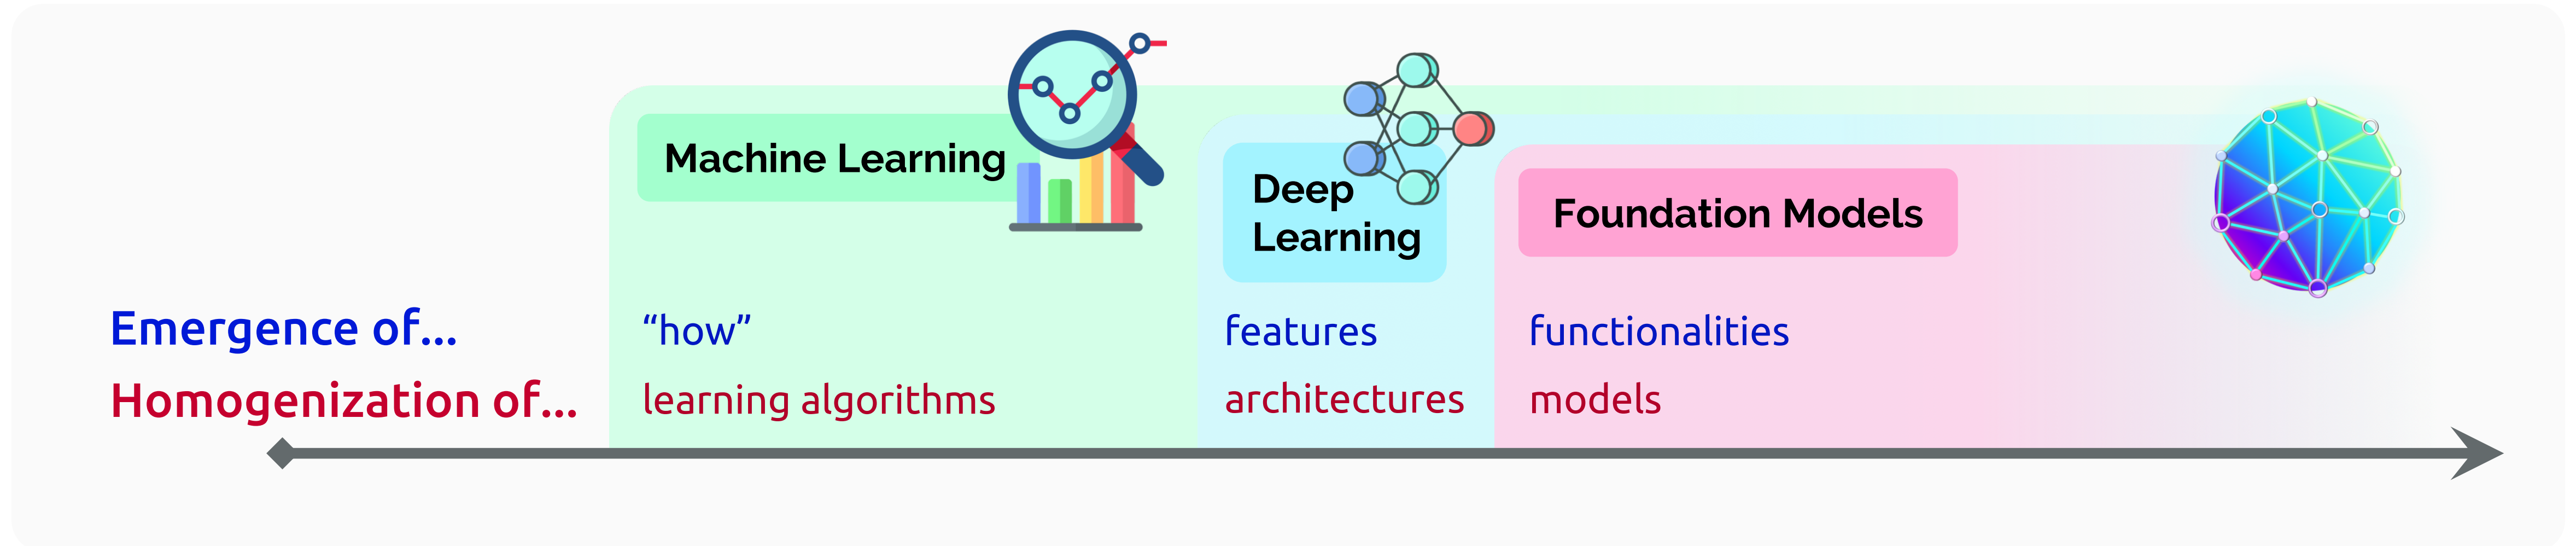 Machine Learning
Deep
Learning
Foundation Models
Emergence of... “how” features functionalities
Homogenization of... learning algorithms architectures models